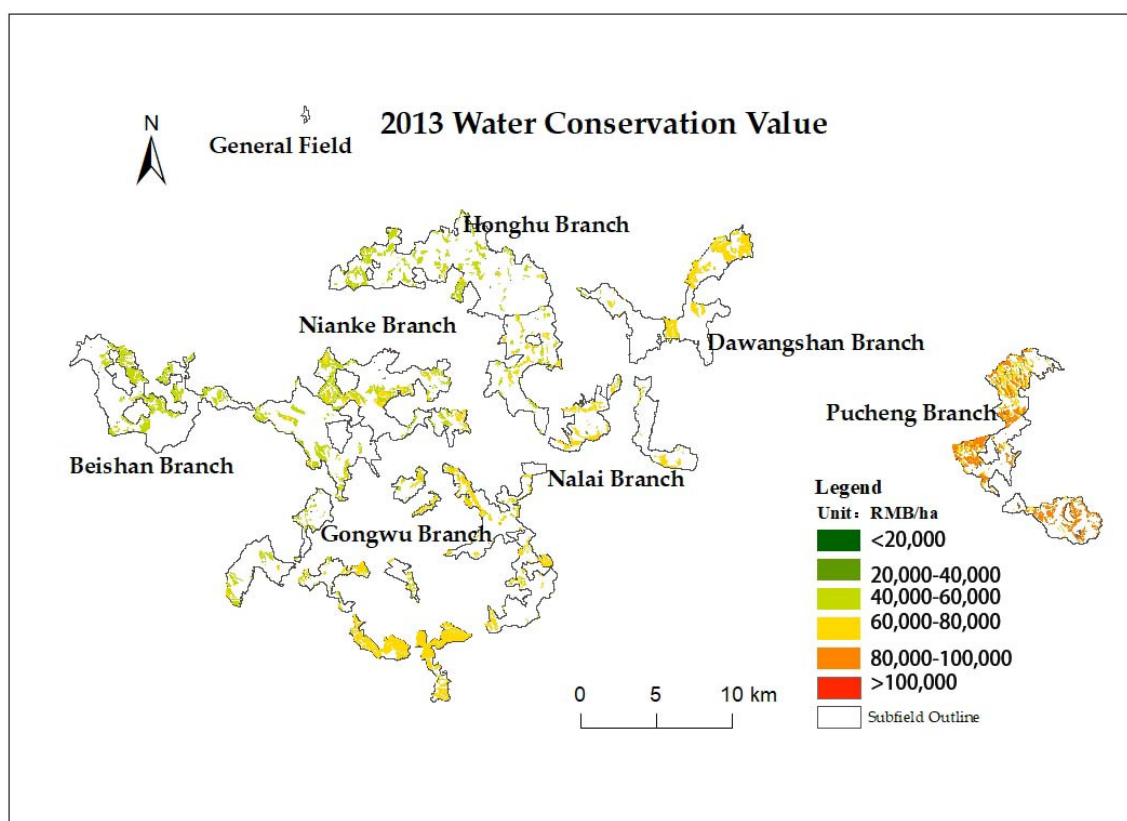 N
2013 Water Conservation Value
General Field
Honghu Branch
Nianke Branch
Dawangshan Branch
Pucheng Branch
Beishan Branch
Nalai Branch
Gongwu Branch
Legend
Unit： RMB/ha
<20,000
20,000-40,000
40,000-60,000
60,000-80,000
80,000-100,000
>100,000
Subfield Outline
0 5 10 km